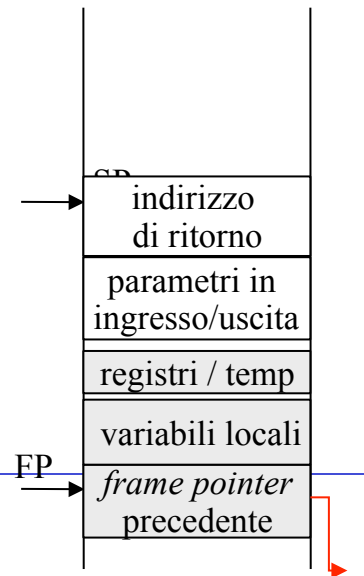 SP
indirizzo
di ritorno
parametri in
ingresso/uscita
registri / temp
variabili locali
FP
frame pointer
precedente